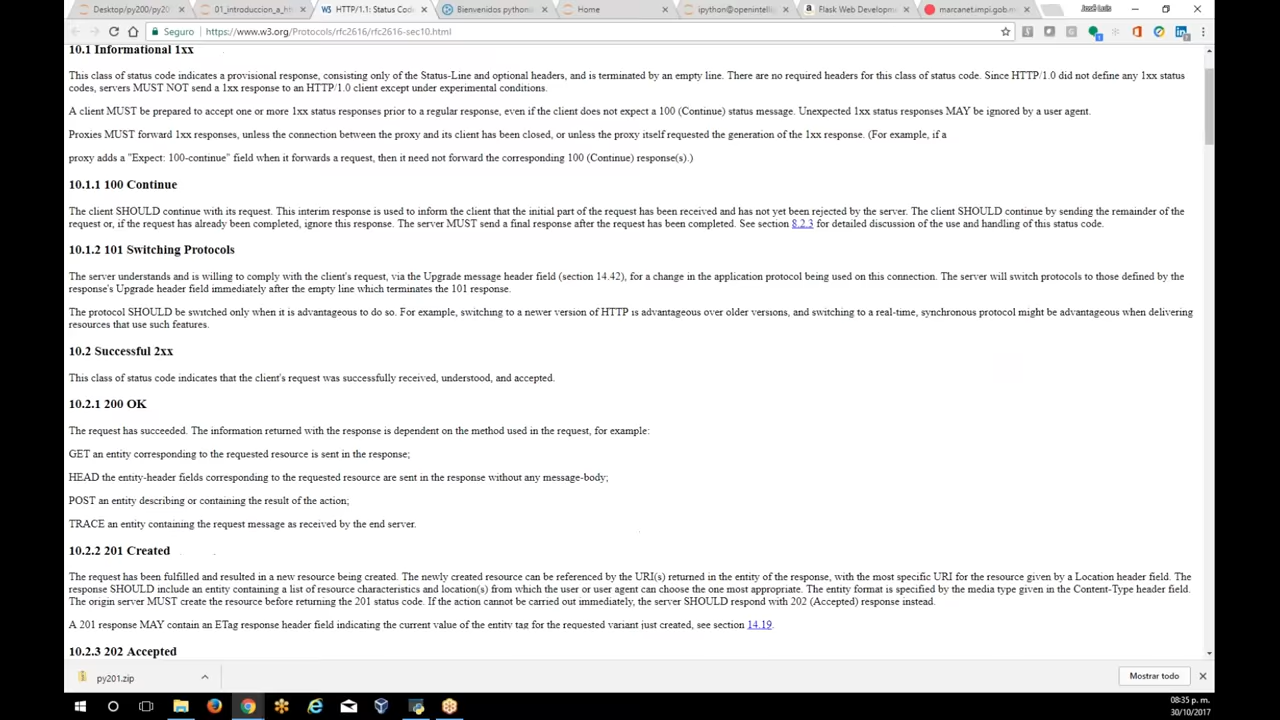 Desktop/py200/py20
01_introduccion_a_ht
HTTP/1.1: Status Code
Bienvenidos pythonis
Home
ipython@openintellig
Flask Web Developm
marcanet.impi.gob.m
José Luis
Seguro
https://www.w3.org/Protocols/rfc2616/rfc2616-sec10.html
10.1 Informational 1xx
This class of status code indicates a provisional response, consisting only of the Status-Line and optional headers, and is terminated by an empty line. There are no required headers for this class of status code. Since HTTP/1.0 did not define any 1xx status
codes, servers MUST NOT send a 1xx response to an HTTP/1.0 client except under experimental conditions.
A client MUST be prepared to accept one or more 1xx status responses prior to a regular response, even if the client does not expect a 100 (Continue) status message. Unexpected 1xx status responses MAY be ignored by a user agent.
Proxies MUST forward 1xx responses, unless the connection between the proxy and its client has been closed, or unless the proxy itself requested the generation of the 1xx response. (For example, if a
proxy adds a "Expect: 100-continue" field when it forwards a request, then it need not forward the corresponding 100 (Continue) response(s).)
10.1.1 100 Continue
The client SHOULD continue with its request. This interim response is used to inform the client that the initial part of the request has been received and has not yet been rejected by the server. The client SHOULD continue by sending the remainder of the
request or, if the request has already been completed, ignore this response. The server MUST send a final response after the request has been completed. See section 8.2.3 for detailed discussion of the use and handling of this status code.
10.1.2 101 Switching Protocols
The server understands and is willing to comply with the client's request, via the Upgrade message header field (section 14.42), for a change in the application protocol being used on this connection. The server will switch protocols to those defined by the
response's Upgrade header field immediately after the empty line which terminates the 101 response.
The protocol SHOULD be switched only when it is advantageous to do so. For example, switching to a newer version of HTTP is advantageous over older versions, and switching to a real-time, synchronous protocol might be advantageous when delivering
resources that use such features.
10.2 Successful 2xx
This class of status code indicates that the client's request was successfully received, understood, and accepted.
10.2.1 200 OK
The request has succeeded. The information returned with the response is dependent on the method used in the request, for example:
GET an entity corresponding to the requested resource is sent in the response;
HEAD the entity-header fields corresponding to the requested resource are sent in the response without any message-body;
POST an entity describing or containing the result of the action;
TRACE an entity containing the request message as received by the end server.
10.2.2 201 Created
The request has been fulfilled and resulted in a new resource being created. The newly created resource can be referenced by the URI(s) returned in the entity of the response, with the most specific URI for the resource given by a Location header field. The
response SHOULD include an entity containing a list of resource characteristics and location(s) from which the user or user agent can choose the one most appropriate. The entity format is specified by the media type given in the Content-Type header field.
The origin server MUST create the resource before returning the 201 status code. If the action cannot be carried out immediately, the server SHOULD respond with 202 (Accepted) response instead.
A 201 response MAY contain an ETag response header field indicating the current value of the entity tag for the requested variant just created, see section 14.19.
10.2.3 202 Accepted
py201.zip
Mostrar todo
08:35 p. m.
30/10/2017